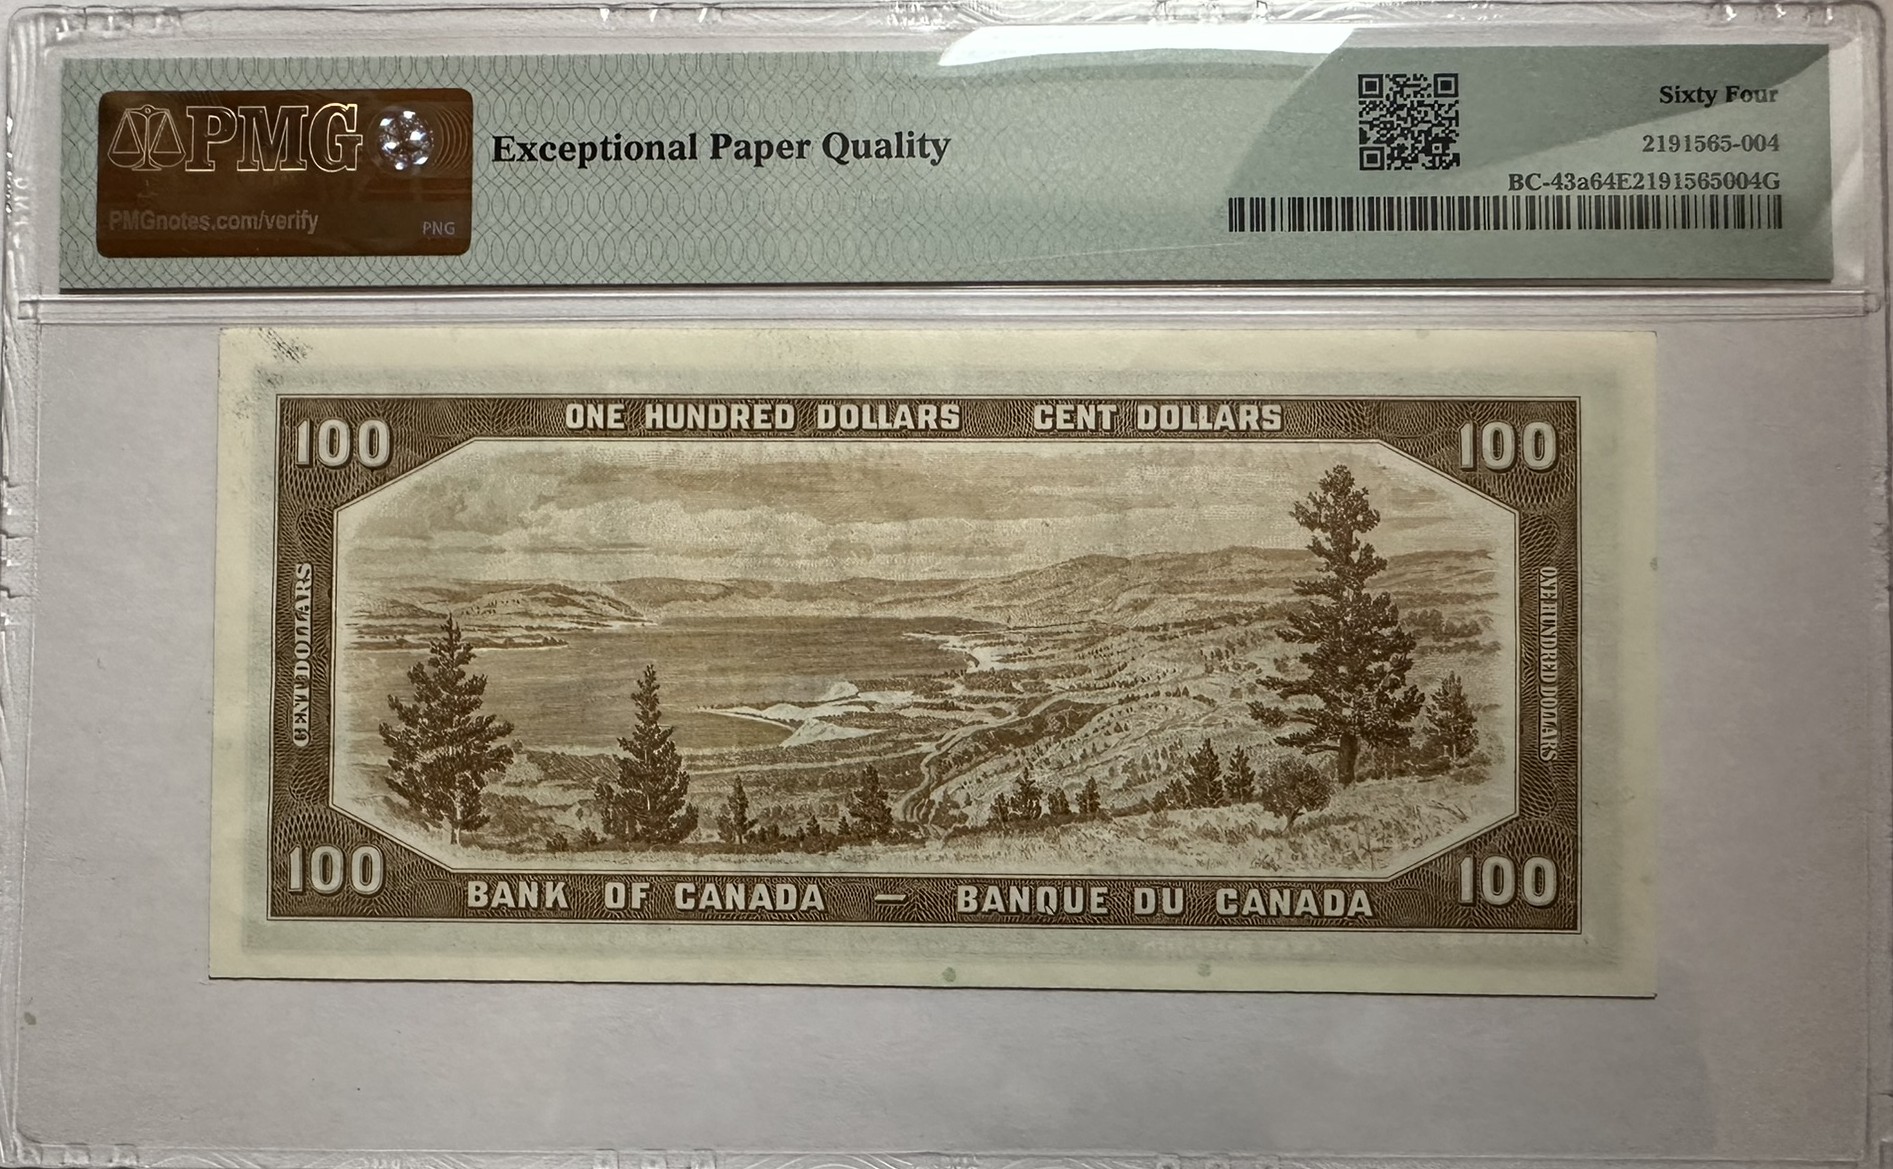 PMG
PMGnotes.com/verify
PNG
Exceptional Paper Quality
Sixty Four
2191565-004
BC-43a64E2191565004G
ONE HUNDRED DOLLARS CENT DOLLARS
100
100
CENT DOLLARS
ONE HUNDRED DOLLARS
100
100
BANK OF CANADA — BANQUE DU CANADA